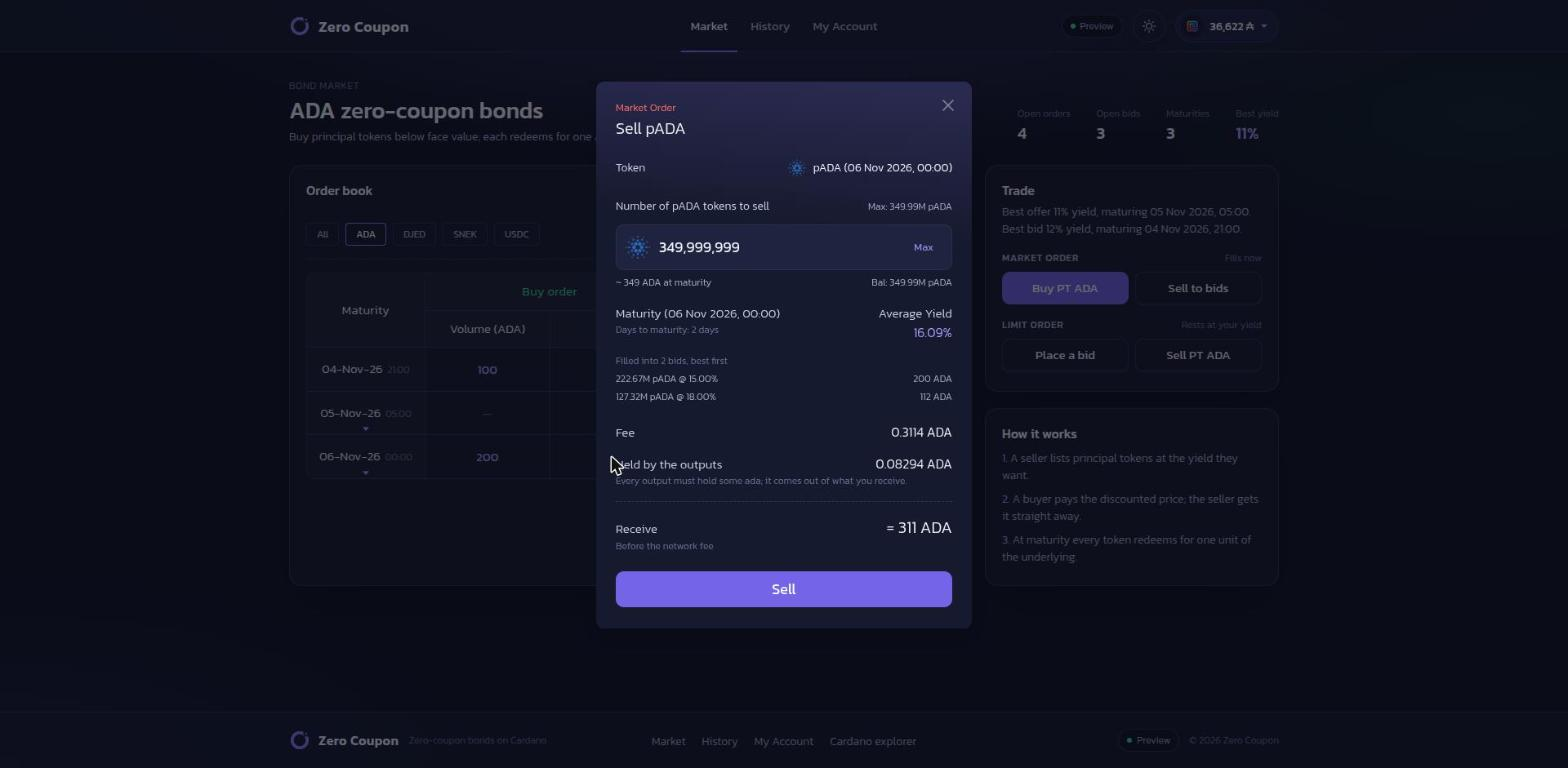 Zero Coupon
Market
History
My Account
Preview
36,622 ₳
BOND MARKET
ADA zero-coupon bonds
Buy principal tokens below face value; each redeems for one
Open orders
4
Open bids
3
Maturities
3
Best yield
11%
Order book
All
ADA
DJED
SNEK
USDC
Maturity
Buy order
Volume (ADA)
04-Nov-26 21:00
100
05-Nov-26 05:00
—
06-Nov-26 00:00
200
Market Order
Sell pADA
Token
pADA (06 Nov 2026, 00:00)
Number of pADA tokens to sell
Max: 349.99M pADA
349,999,999
Max
~ 349 ADA at maturity
Bal: 349.99M pADA
Maturity (06 Nov 2026, 00:00)
Average Yield
Days to maturity: 2 days
16.09%
Filled into 2 bids, best first
222.67M pADA @ 15.00%
200 ADA
127.32M pADA @ 18.00%
112 ADA
Fee
0.3114 ADA
by the outputs
0.08294 ADA
Every output must hold some ada; it comes out of what you receive.
Receive
= 311 ADA
Before the network fee
Sell
Trade
Best offer 11% yield, maturing 05 Nov 2026, 05:00.
Best bid 12% yield, maturing 04 Nov 2026, 21:00.
MARKET ORDER
Fills now
Buy PT ADA
Sell to bids
LIMIT ORDER
Rests at your yield
Place a bid
Sell PT ADA
How it works
1. A seller lists principal tokens at the yield they
want.
2. A buyer pays the discounted price; the seller gets
it straight away.
3. At maturity every token redeems for one unit of
the underlying.
Zero Coupon
Zero-coupon bonds on Cardano
Market
History
My Account
Cardano explorer
Preview
© 2026 Zero Coupon